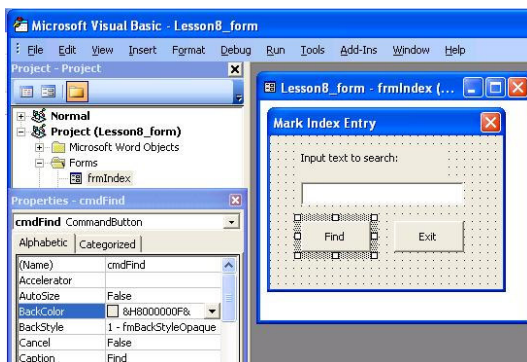 Microsoft Visual Basic - Lesson8_form
File Edit View Insert Format Debug Run Tools Add-Ins Window Help
Project - Project
Normal
Project (Lesson8_form)
Microsoft Word Objects
Forms
frmIndex
Properties - cmdFind
cmdFind CommandButton
Alphabetic Categorized
(Name) cmdFind
Accelerator
AutoSize False
BackColor &H8000000F&
BackStyle 1 - fmBackStyleOpaque
Cancel False
Caption Find
Lesson8_form - frmIndex (...
Mark Index Entry
Input text to search:
Find Exit